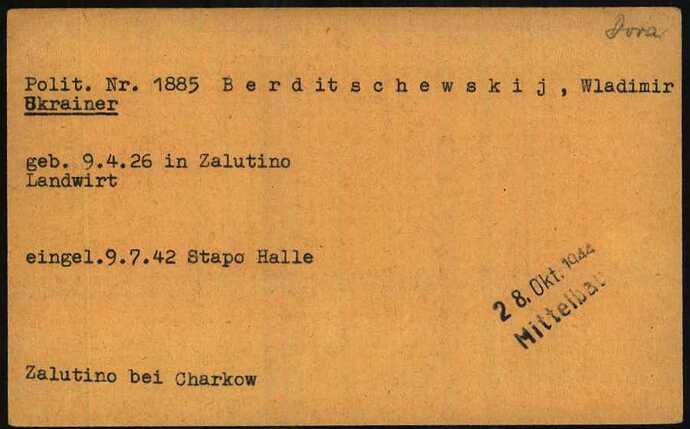 Dora
Polit. Nr. 1885 Berditschewskij, Wladimir
Ukrainer
geb. 9.4.26 in Zalutino
Landwirt
eingel.9.7.42 Stapo Halle
28. Okt. 1944
Mittelbau
Zalutino bei Charkow